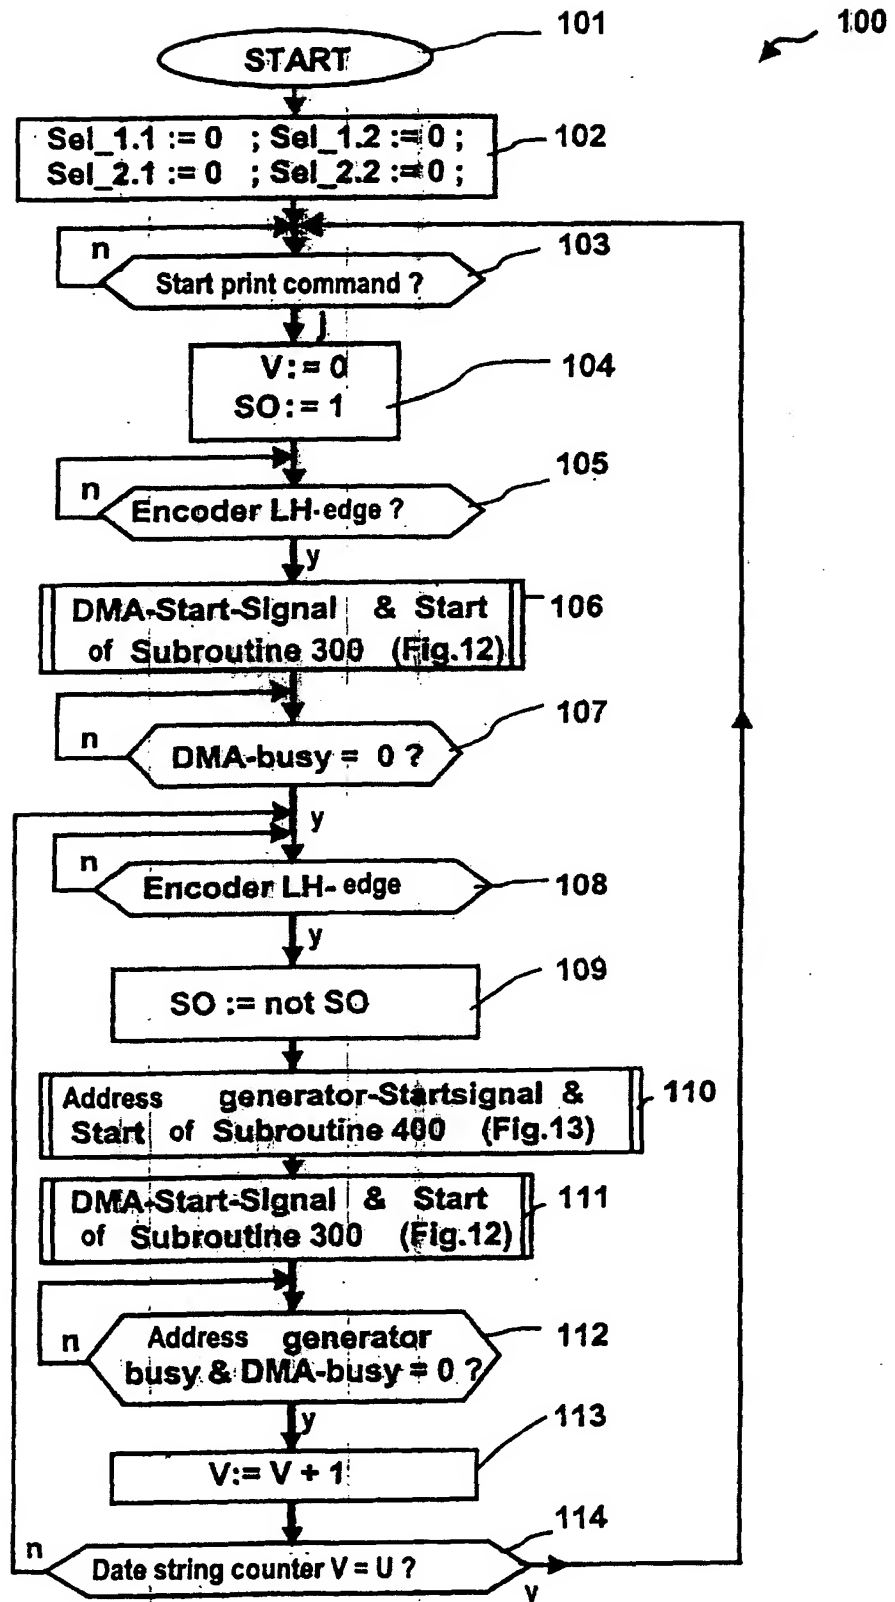 100
101
START
102
Sel_1.1 := 0 ; Sel_1.2 := 0 ;
Sel_2.1 := 0 ; Sel_2.2 := 0 ;
103
n
Start print command ?
j
104
V: = 0
SO: = 1
105
n
Encoder LH-edge ?
y
106
DMA-Start-Signal & Start
of Subroutine 300 (Fig.12)
107
n
DMA-busy = 0 ?
y
108
n
Encoder LH- edge
y
109
SO := not SO
110
Address generator-Startsignal &
Start of Subroutine 400 (Fig.13)
111
DMA-Start-Signal & Start
of Subroutine 300 (Fig.12)
112
n
Address generator
busy & DMA-busy = 0 ?
y
113
V:= V + 1
114
n
Date string counter V = U ?
y